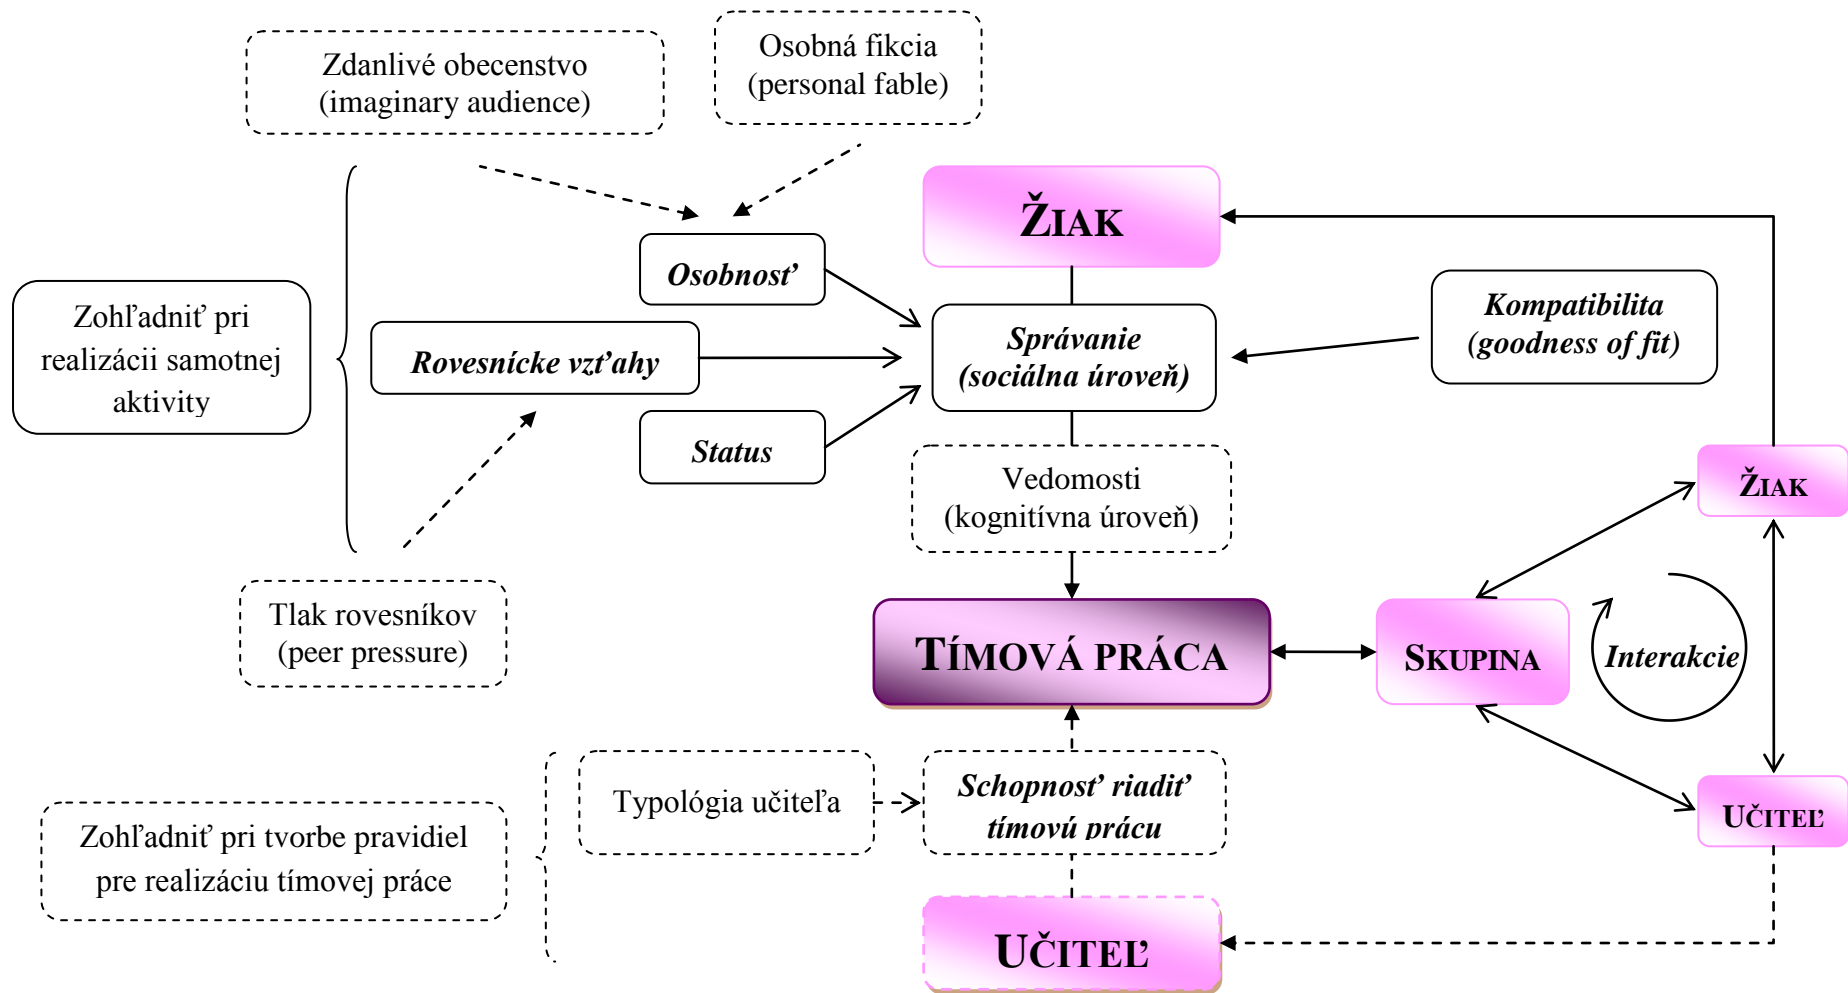 Zdanlivé obecenstvo
(imaginary audience)
Osobná fikcia
(personal fable)
ŽIAK
Osobnosť
Zohľadniť pri
realizácii samotnej
aktivity
Rovesnícke vzťahy
Správanie
(sociálna úroveň)
Kompatibilita
(goodness of fit)
Status
Vedomosti
(kognitívna úroveň)
ŽIAK
Tlak rovesníkov
(peer pressure)
TÍMOVÁ PRÁCA
SKUPINA
Interakcie
Typológia učiteľa
Schopnosť riadiť
tímovú prácu
UČITEĽ
Zohľadniť pri tvorbe pravidiel
pre realizáciu tímovej práce
UČITEĽ